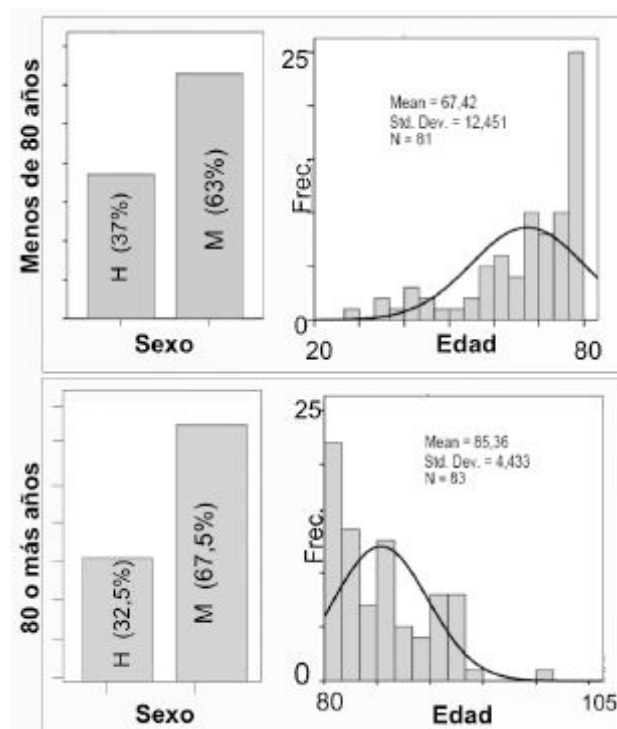 Menos de 80 años
H (37%)
M (63%)
Sexo
25
Frec.
0
Mean = 67,42
Std. Dev. = 12,451
N = 81
20
Edad
80
80 o más años
H (32,5%)
M (67,5%)
Sexo
25
Frec.
0
Mean = 85,36
Std. Dev. = 4,433
N = 83
80
Edad
105